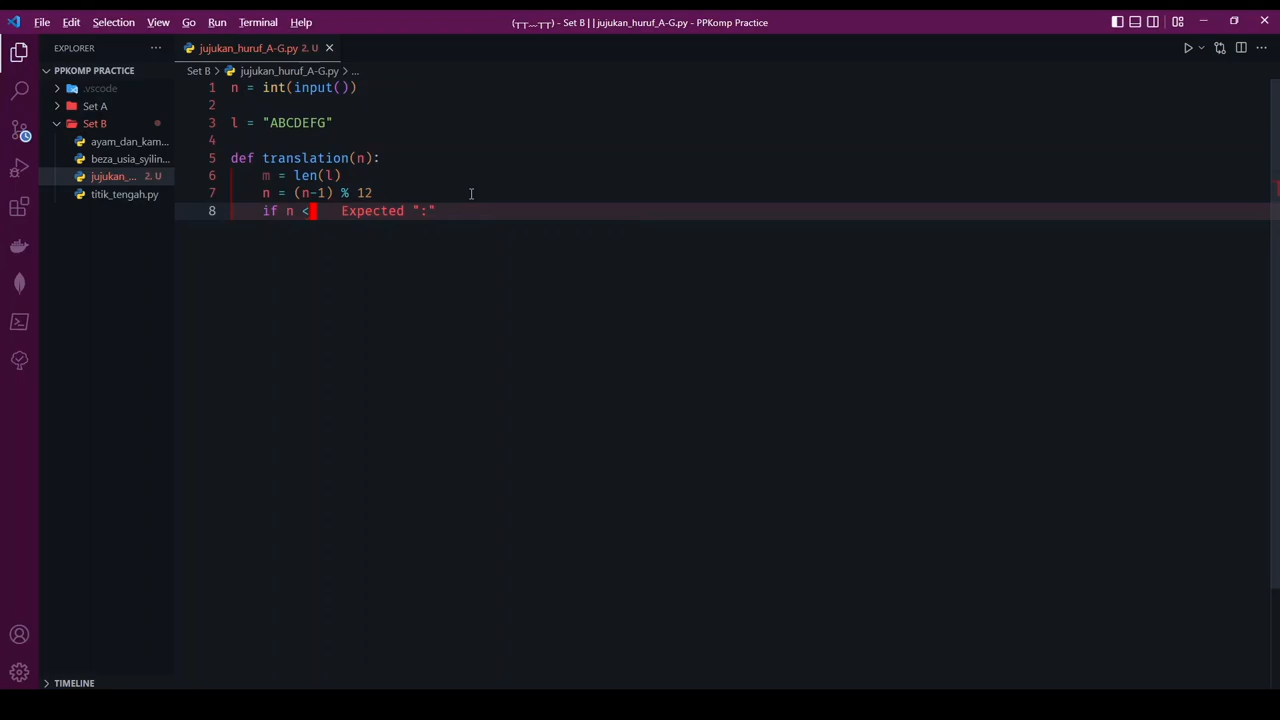 File Edit Selection View Go Run Terminal Help
(┬┬﹏┬┬) - Set B | | jujukan_huruf_A-G.py - PPKomp Practice
EXPLORER
jujukan_huruf_A-G.py 2, U
PPKOMP PRACTICE
.vscode
Set A
Set B
ayam_dan_kam...
beza_usia_syilin...
jujukan_... 2, U
titik_tengah.py
TIMELINE
Set B > jujukan_huruf_A-G.py > ...
1 n = int(input())
2
3 l = "ABCDEFG"
4
5 def translation(n):
6 m = len(l)
7 n = (n-1) % 12
8 if n < Expected ":"